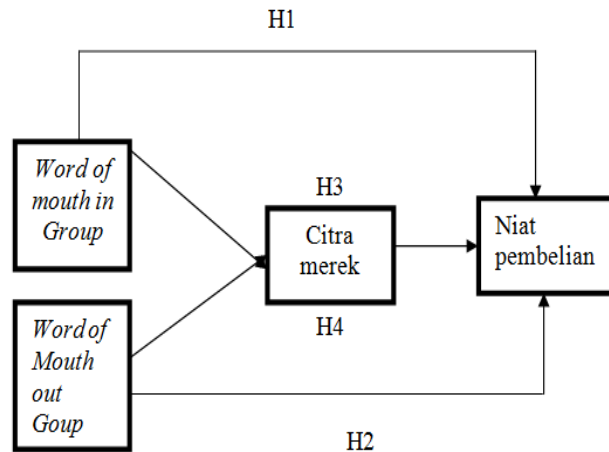 H1
Word of
mouth in
Group
H3
Citra
merek
Niat
pembelian
H4
Word of
Mouth
out
Goup
H2